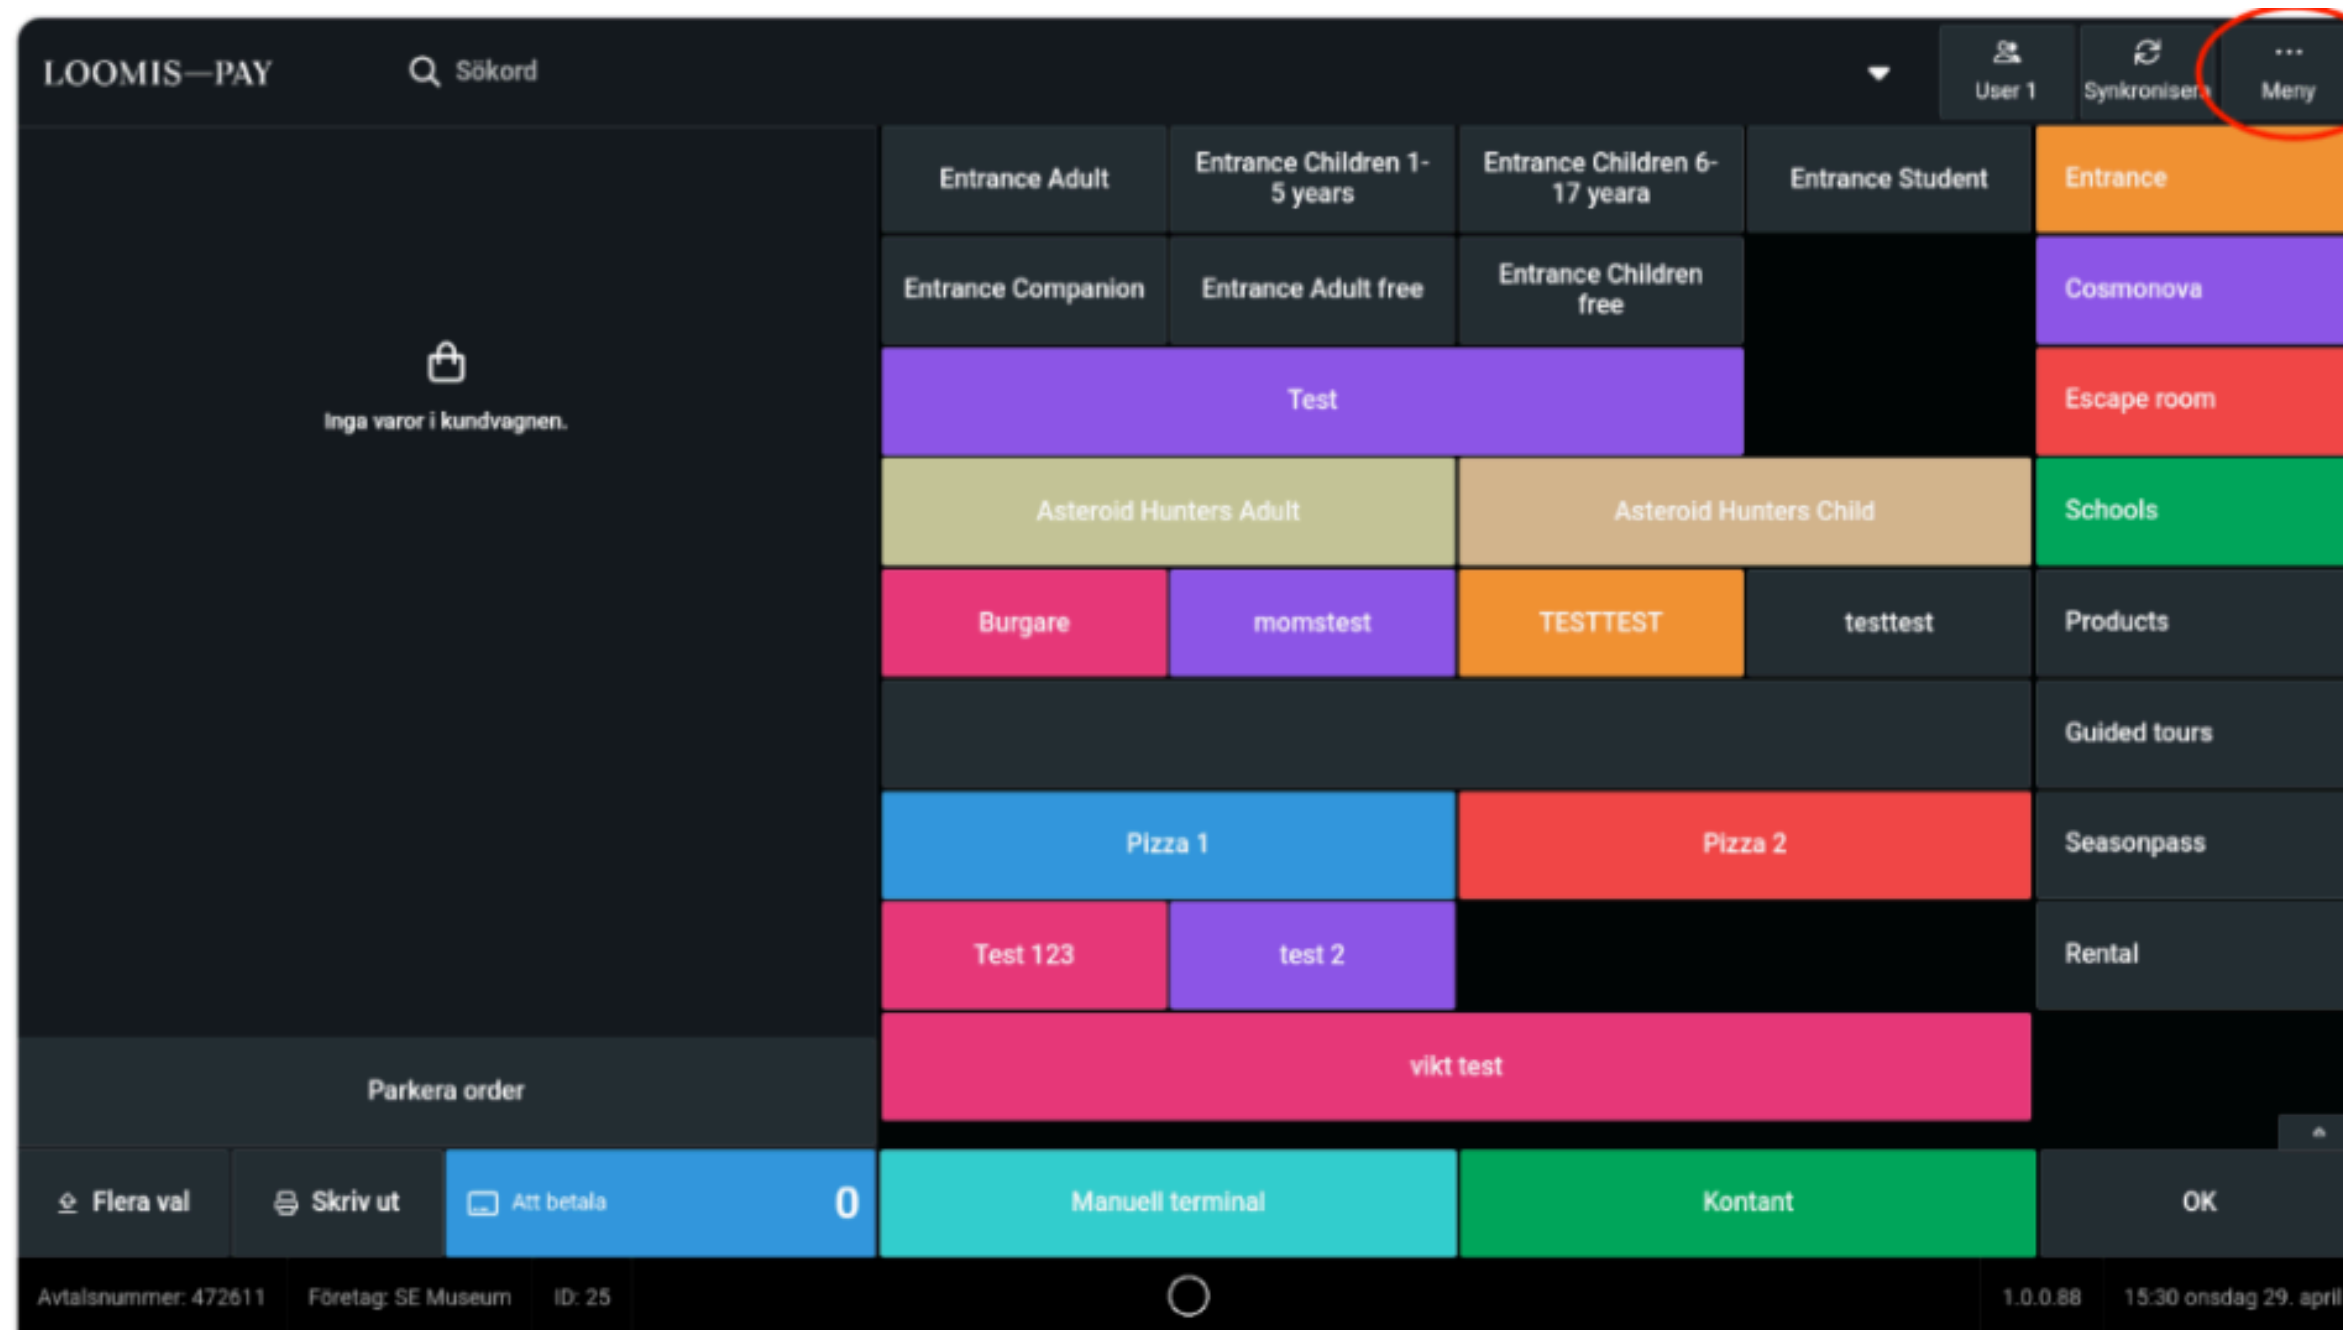 LOOMIS—PAY
Sökord
User 1
Synkronisera
Meny
Entrance Adult
Entrance Children 1-
5 years
Entrance Children 6-
17 yeara
Entrance Student
Entrance
Entrance Companion
Entrance Adult free
Entrance Children
free
Cosmonova
Inga varor i kundvagnen.
Test
Escape room
Asteroid Hunters Adult
Asteroid Hunters Child
Schools
Burgare
momstest
TESTTEST
testtest
Products
Guided tours
Pizza 1
Pizza 2
Seasonpass
Test 123
test 2
Rental
vikt test
Parkera order
Flera val
Skriv ut
Att betala
0
Manuell terminal
Kontant
OK
Avtalsnummer: 472611
Företag: SE Museum
ID: 25
1.0.0.88
15:30 onsdag 29. april